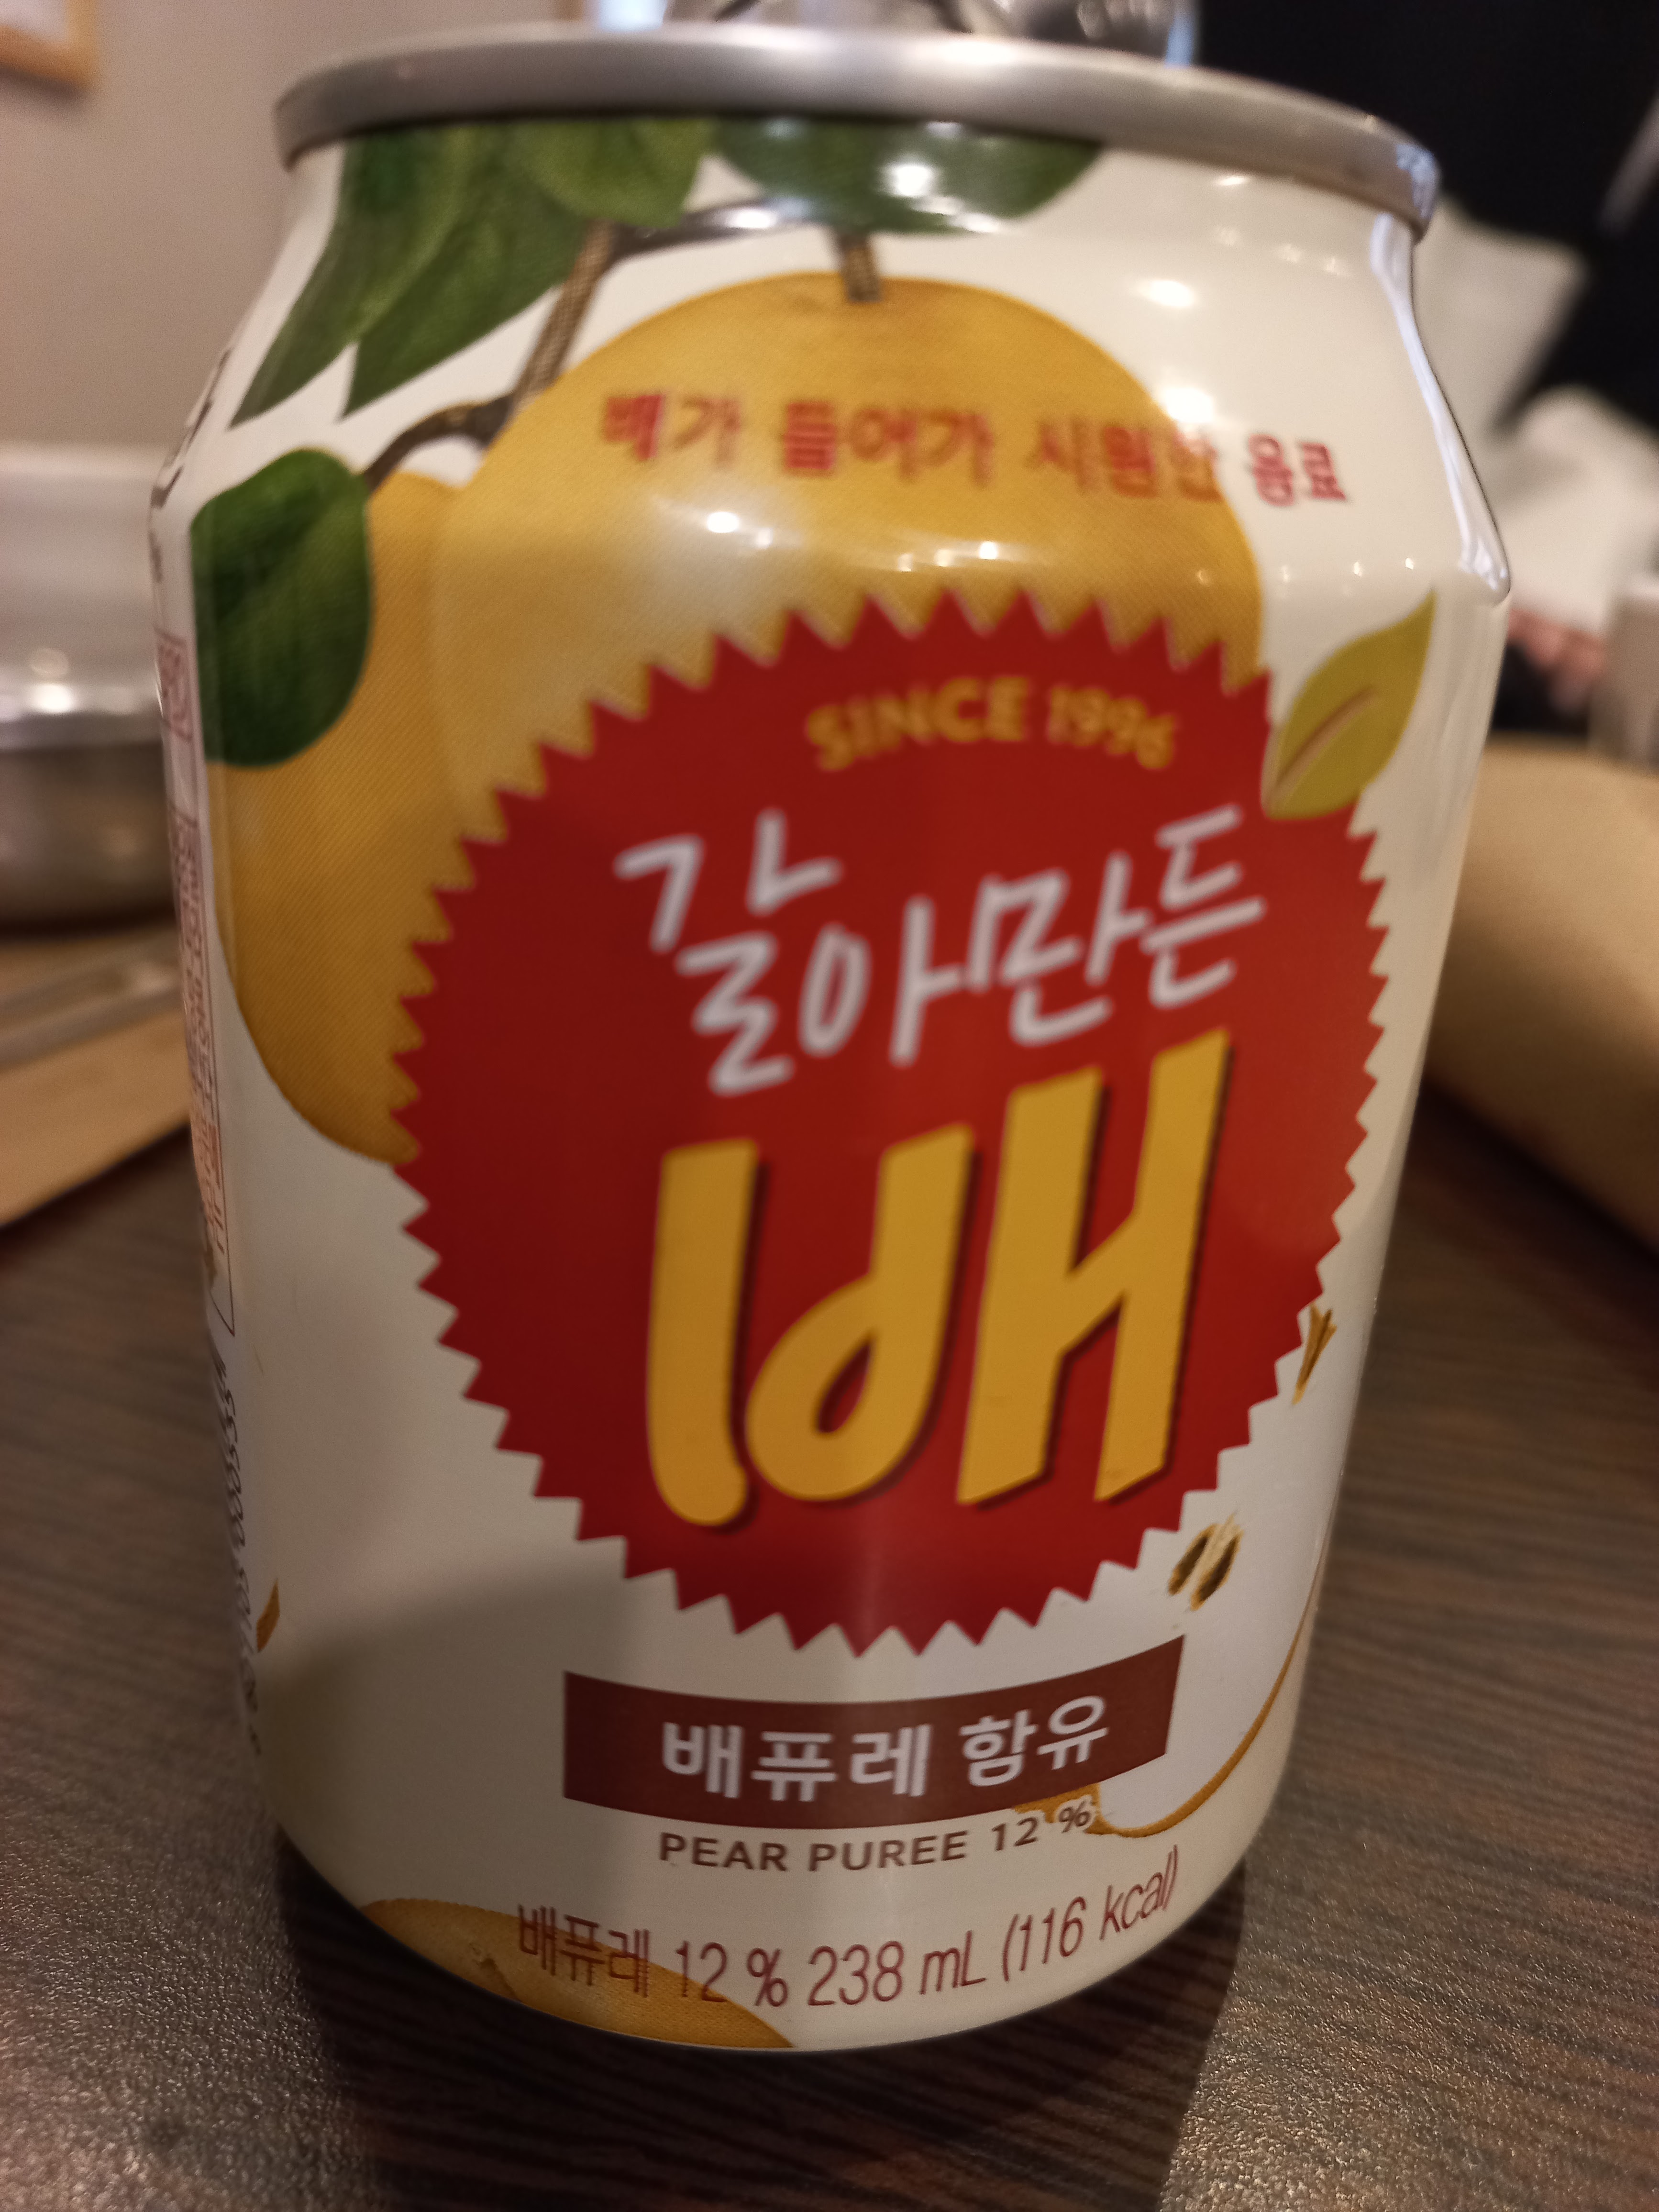 배가 들어가 시원한 음료
SINCE 1996
갈아만든
배
배퓨레 함유
PEAR PUREE 12 %
배퓨레 12 % 238 mL (116 kcal)